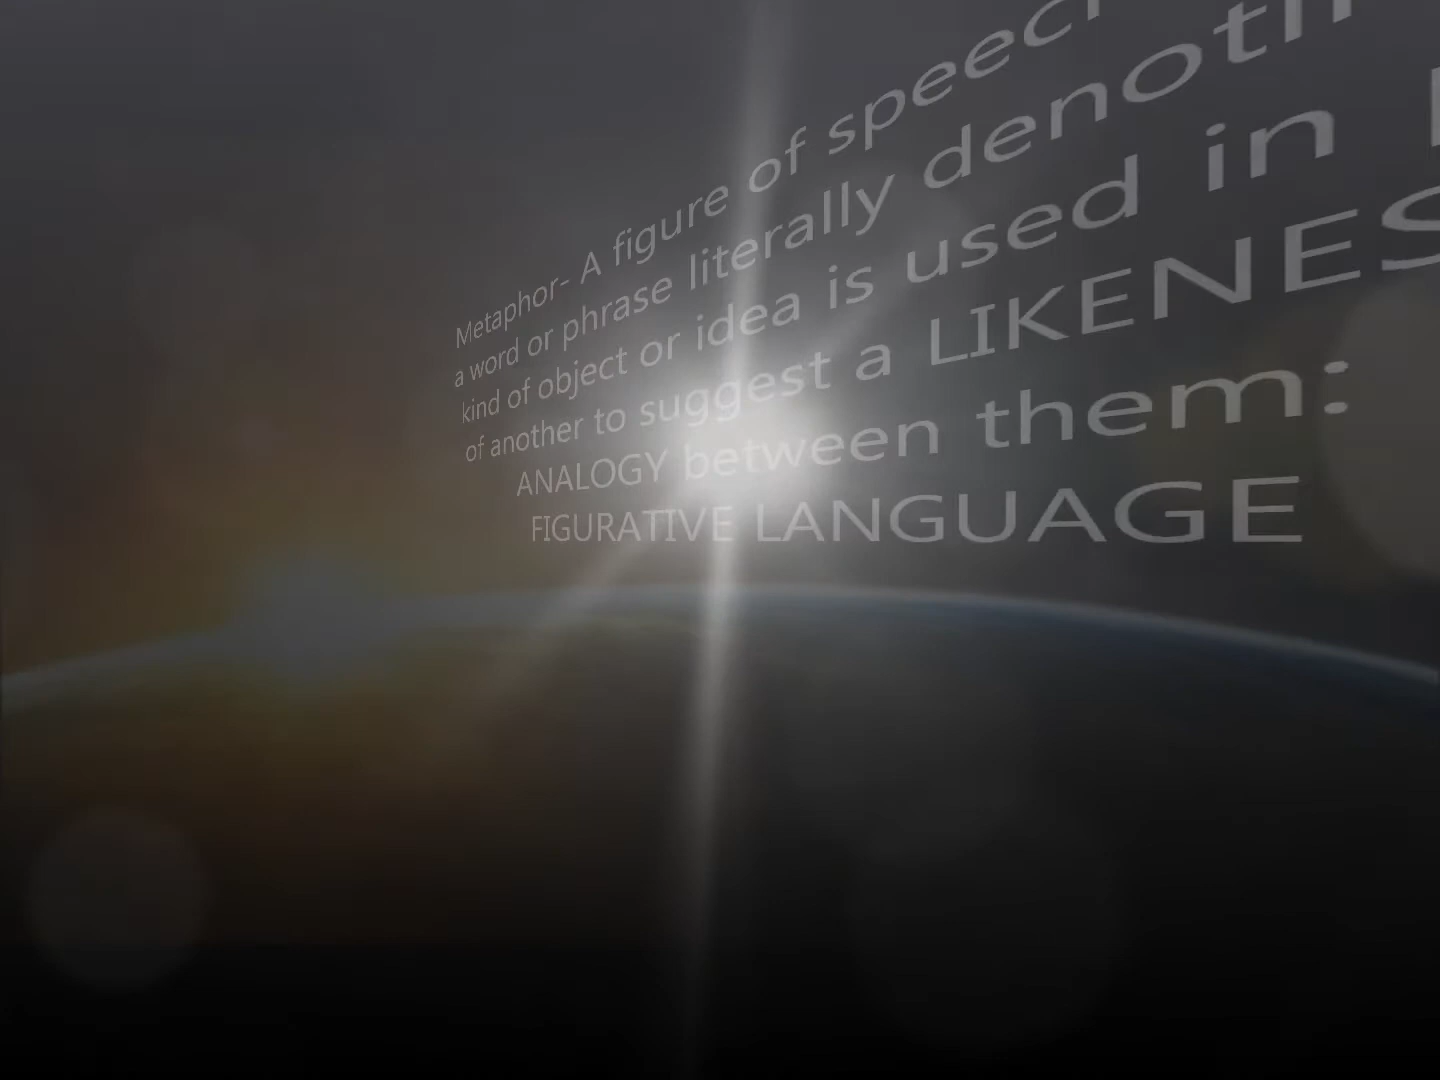 Metaphor- A figure of speech
a word or phrase literally
kind of object or idea is used in
of another to suggest a
ANALOGY between them:
FIGURATIVE LANGUAGE